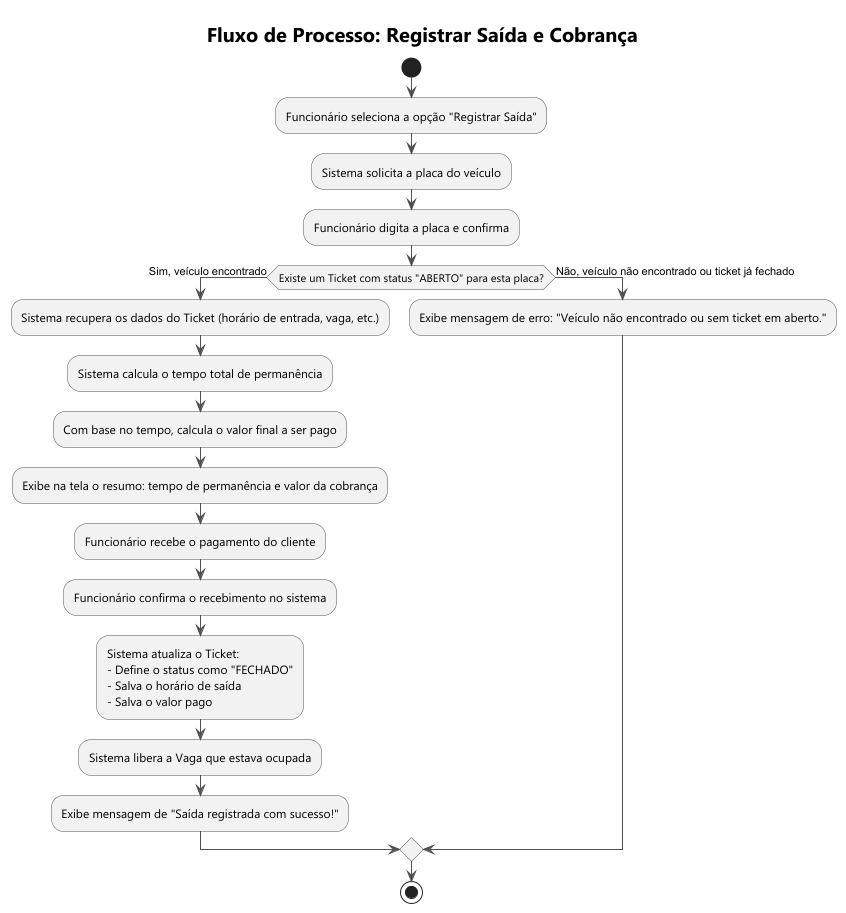 Fluxo de Processo: Registrar Saída e Cobrança
Funcionário seleciona a opção "Registrar Saída"
Sistema solicita a placa do veículo
Funcionário digita a placa e confirma
Existe um Ticket com status "ABERTO" para esta placa?
Sim, veículo encontrado
Sistema recupera os dados do Ticket (horário de entrada, vaga, etc.)
Sistema calcula o tempo total de permanência
Com base no tempo, calcula o valor final a ser pago
Exibe na tela o resumo: tempo de permanência e valor da cobrança
Funcionário recebe o pagamento do cliente
Funcionário confirma o recebimento no sistema
Sistema atualiza o Ticket:
- Define o status como "FECHADO"
- Salva o horário de saída
- Salva o valor pago
Sistema libera a Vaga que estava ocupada
Exibe mensagem de "Saída registrada com sucesso!"
Não, veículo não encontrado ou ticket já fechado
Exibe mensagem de erro: "Veículo não encontrado ou sem ticket em aberto."